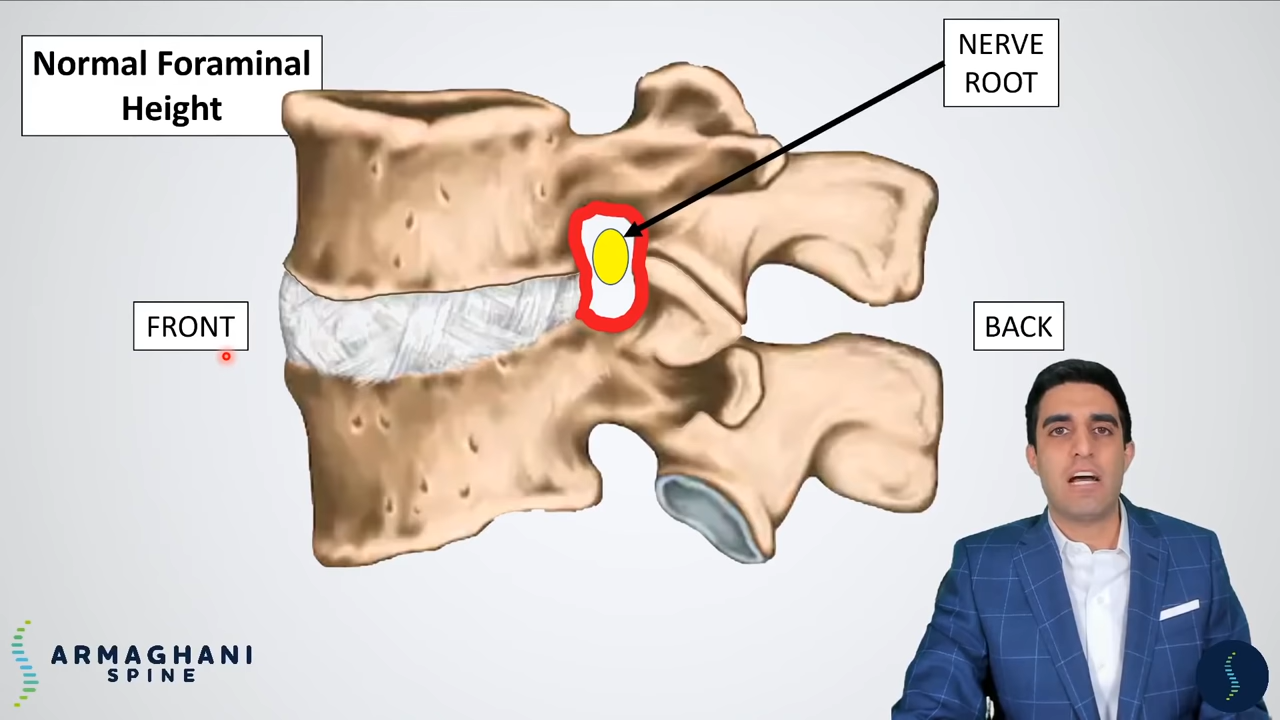 Normal Foraminal
Height
NERVE
ROOT
FRONT
BACK
ARMAGHANI
SPINE